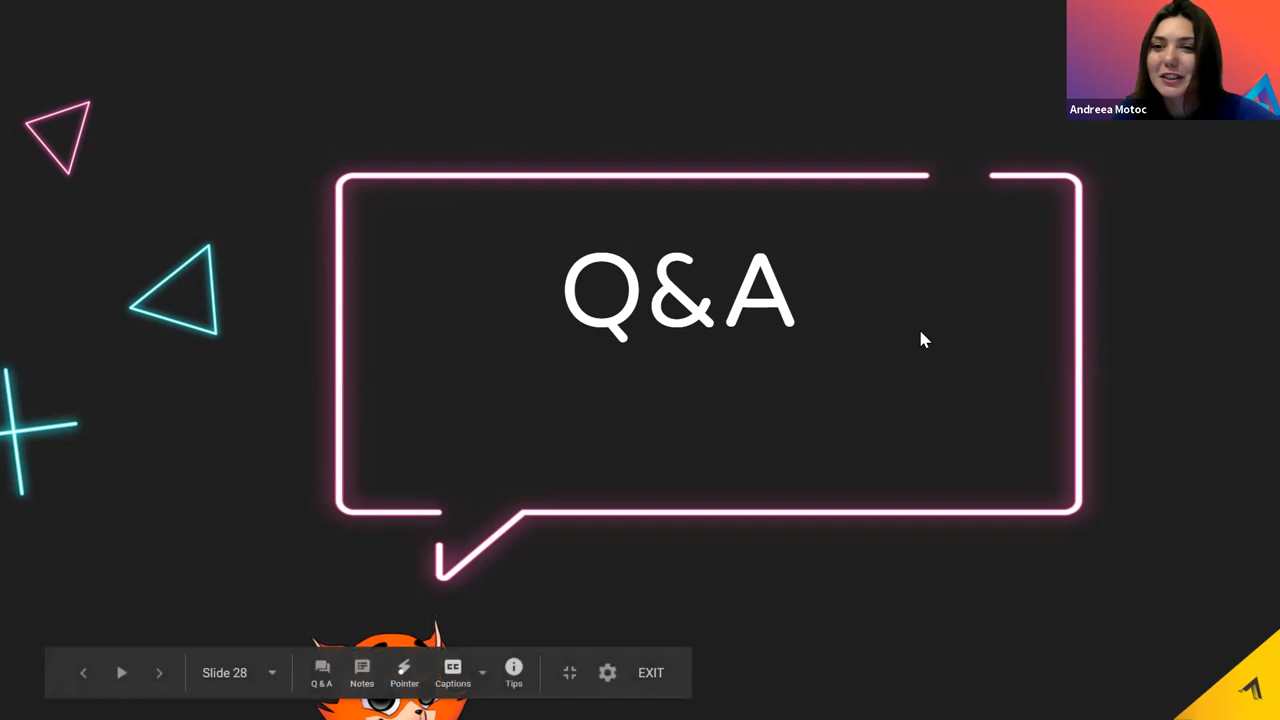 Andreea Motoc
Q&A
Slide 28
Q & A
Notes
Pointer
Captions
Tips
EXIT